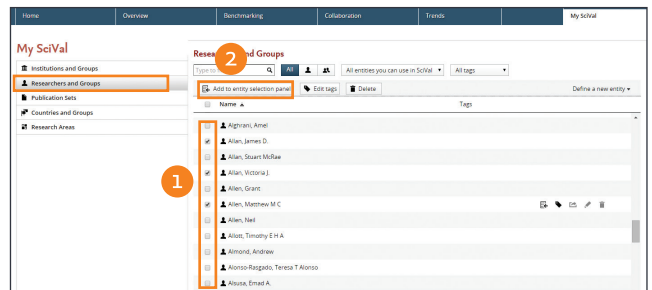 Home Overview Benchmarking Collaboration Trends My SciVal
My SciVal
Institutions and Groups
Researchers and Groups
Publication Sets
Countries and Groups
Research Areas
2
nd Groups
All All entities you can use in SciVal All tags
Add to entity selection panel Edit tags Delete Define a new entity
Name Tags
1
Alghrani, Amel
Allan, James D.
Allan, Stuart McRae
Allan, Victoria J.
Allen, Grant
Allen, Matthew M C
Allen, Neil
Allott, Timothy E H A
Almond, Andrew
Alonso-Rasgado, Teresa T Alonso
Alsusa, Emad A.